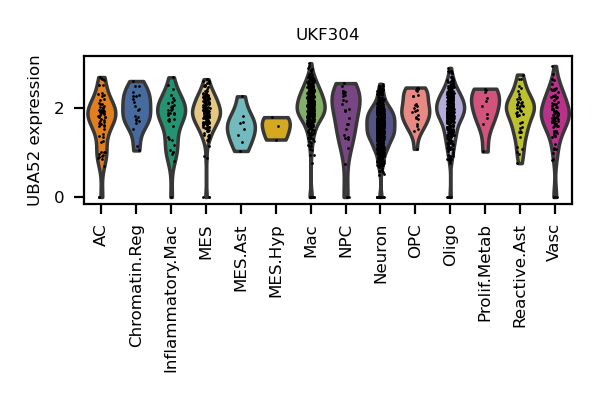 UKF304
UBA52 expression
2
0
AC
Chromatin.Reg
Inflammatory.Mac
MES
MES.Ast
MES.Hyp
Mac
NPC
Neuron
OPC
Oligo
Prolif.Metab
Reactive.Ast
Vasc